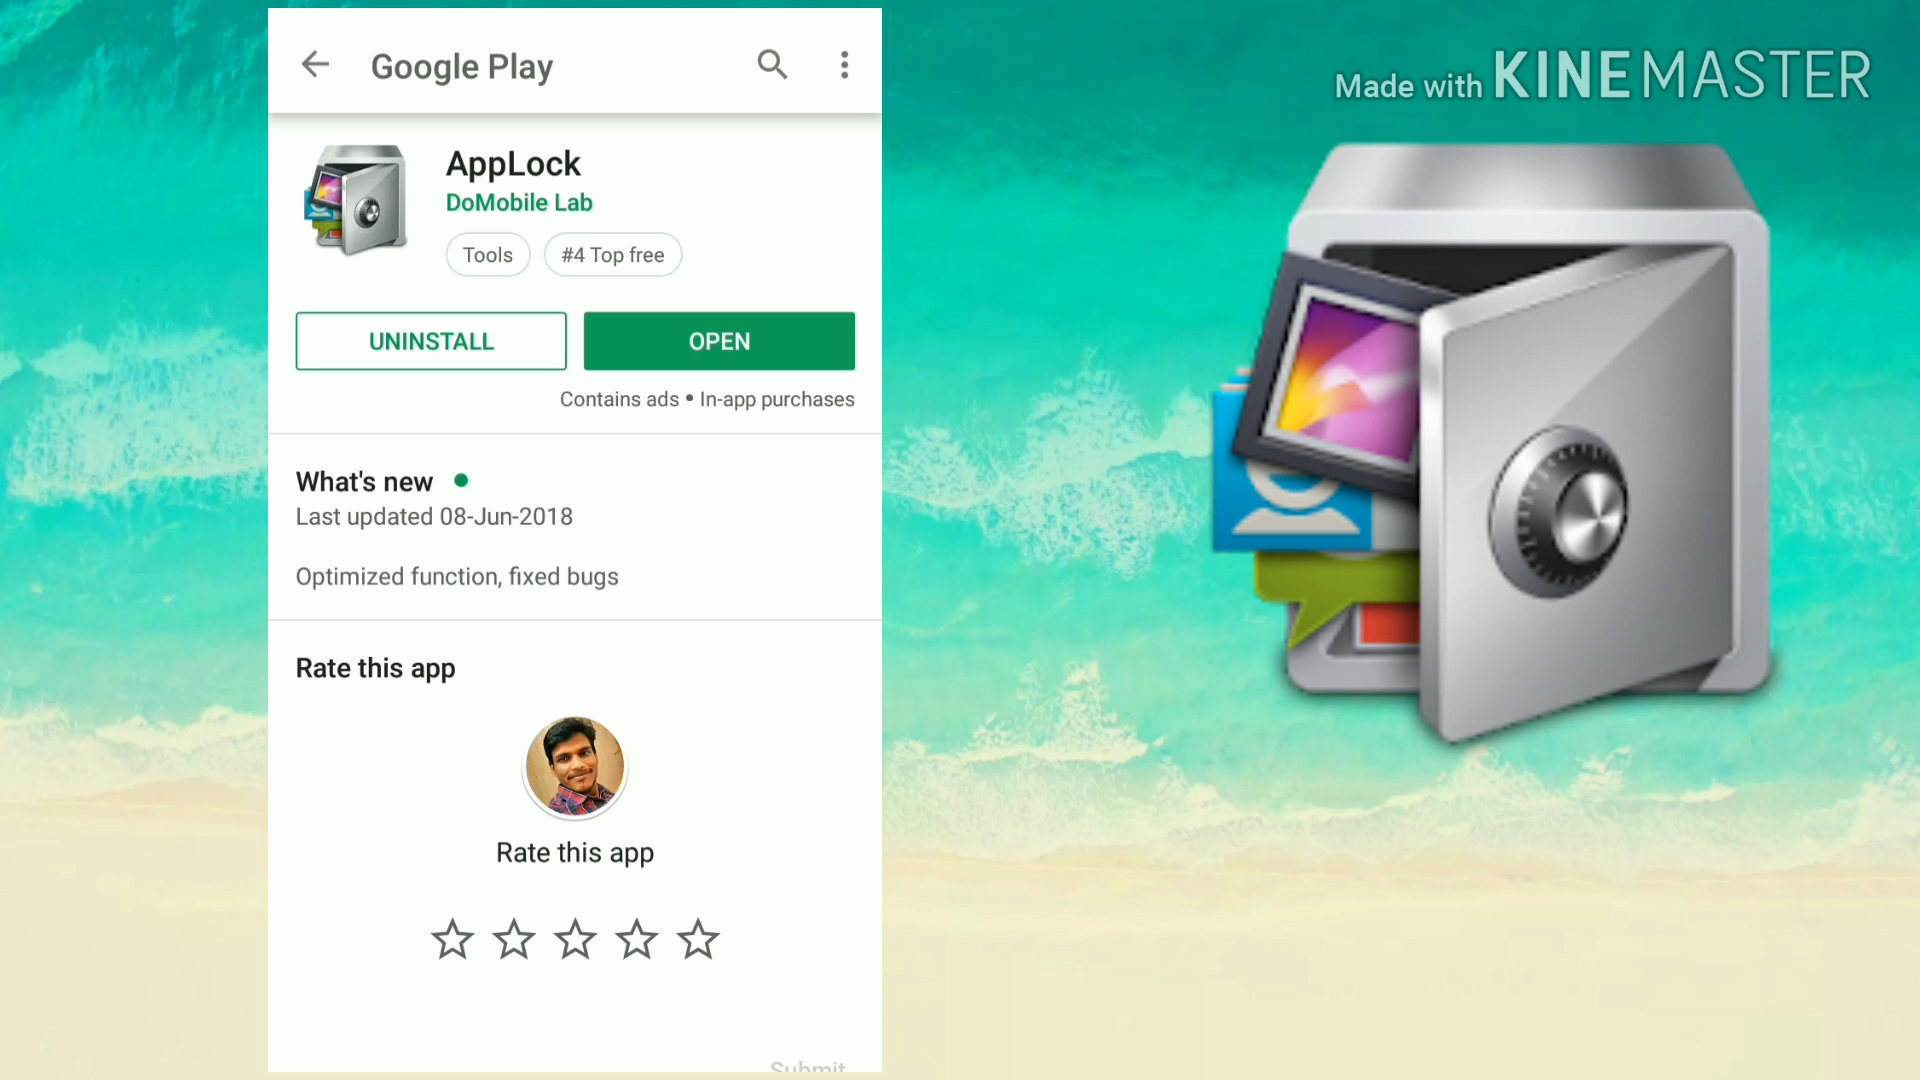 Google Play
Made with KINEMASTER
AppLock
DoMobile Lab
Tools
#4 Top free
UNINSTALL
OPEN
Contains ads • In-app purchases
What's new
Last updated 08-Jun-2018
Optimized function, fixed bugs
Rate this app
Rate this app
Submit